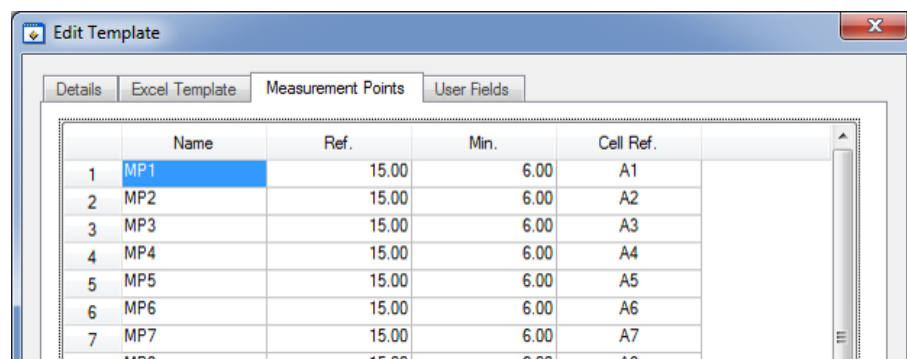 Edit Template
Details Excel Template Measurement Points User Fields
Name Ref. Min. Cell Ref.
1 MP1 15.00 6.00 A1
2 MP2 15.00 6.00 A2
3 MP3 15.00 6.00 A3
4 MP4 15.00 6.00 A4
5 MP5 15.00 6.00 A5
6 MP6 15.00 6.00 A6
7 MP7 15.00 6.00 A7